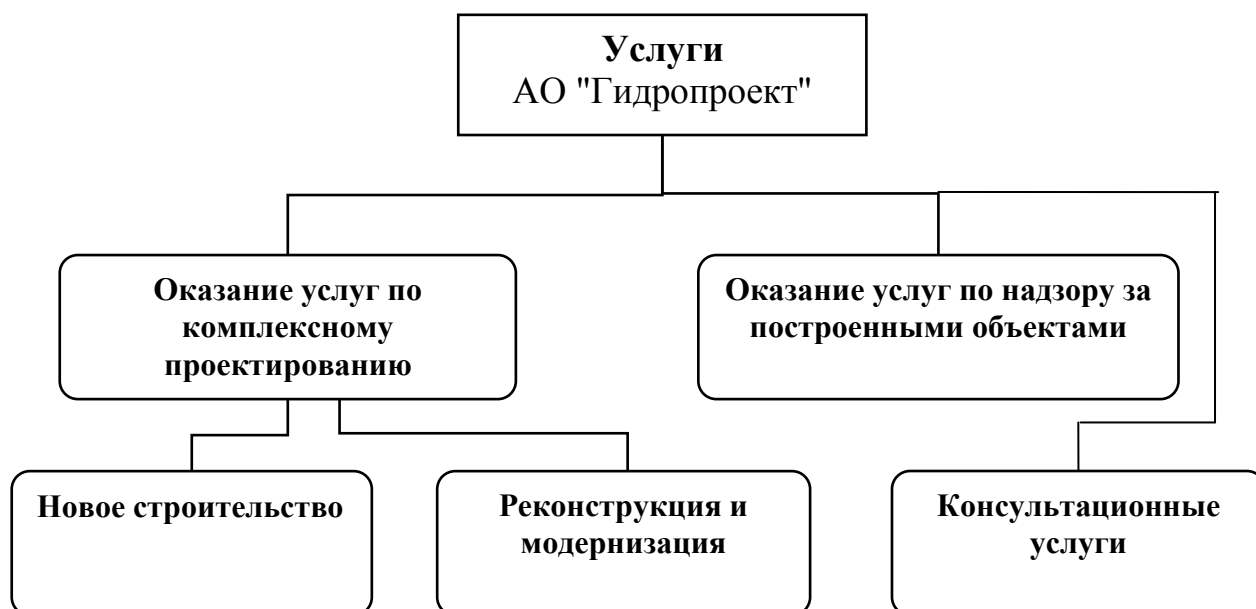 Услуги
АО "Гидропроект"
Оказание услуг по
комплексному
проектированию
Оказание услуг по надзору за
построенными объектами
Новое строительство
Реконструкция и
модернизация
Консультационные
услуги